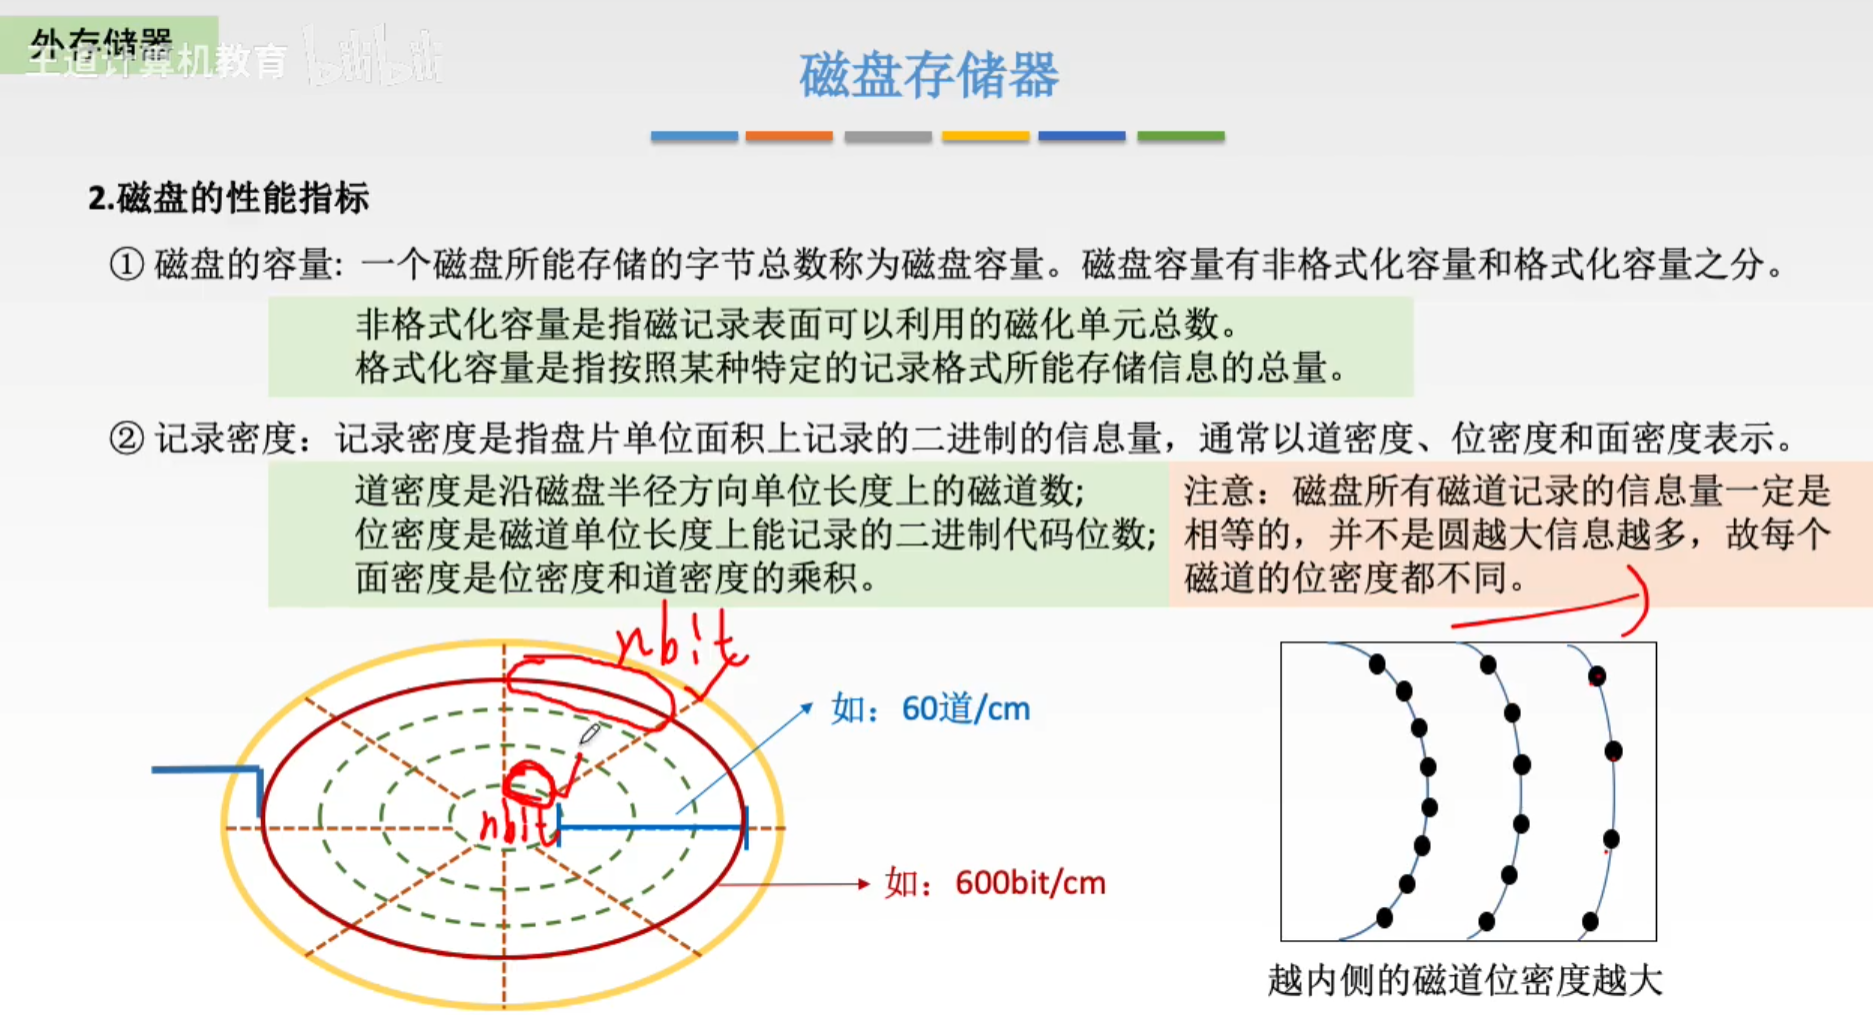 外存储器
王道计算机教育 bilibili
磁盘存储器
2.磁盘的性能指标
① 磁盘的容量: 一个磁盘所能存储的字节总数称为磁盘容量。磁盘容量有非格式化容量和格式化容量之分。
非格式化容量是指磁记录表面可以利用的磁化单元总数。
格式化容量是指按照某种特定的记录格式所能存储信息的总量。
② 记录密度：记录密度是指盘片单位面积上记录的二进制的信息量，通常以道密度、位密度和面密度表示。
道密度是沿磁盘半径方向单位长度上的磁道数;
位密度是磁道单位长度上能记录的二进制代码位数;
面密度是位密度和道密度的乘积。
注意：磁盘所有磁道记录的信息量一定是
相等的，并不是圆越大信息越多，故每个
磁道的位密度都不同。
nbit
如：60道/cm
nbit
如：600bit/cm
越内侧的磁道位密度越大